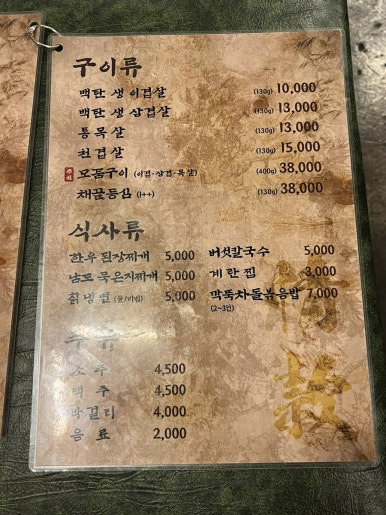 구이류
백탄 생 이겹살 (130g) 10,000
백탄 생 삼겹살 (130g) 13,000
통목살 (130g) 13,000
천겹살 (130g) 15,000
추천 모둠구이 (이겹·삼겹·목살) (400g) 38,000
채끝등심 (1++) (130g) 38,000
식사류
한우 된장찌개 5,000
남도 묵은지찌개 5,000
칡냉면 (물/비빔) 5,000
버섯칼국수 5,000
계란찜 3,000
깍뚝차돌볶음밥 7,000
(2~3인)
주류
소주 4,500
맥주 4,500
막걸리 4,000
음료 2,000